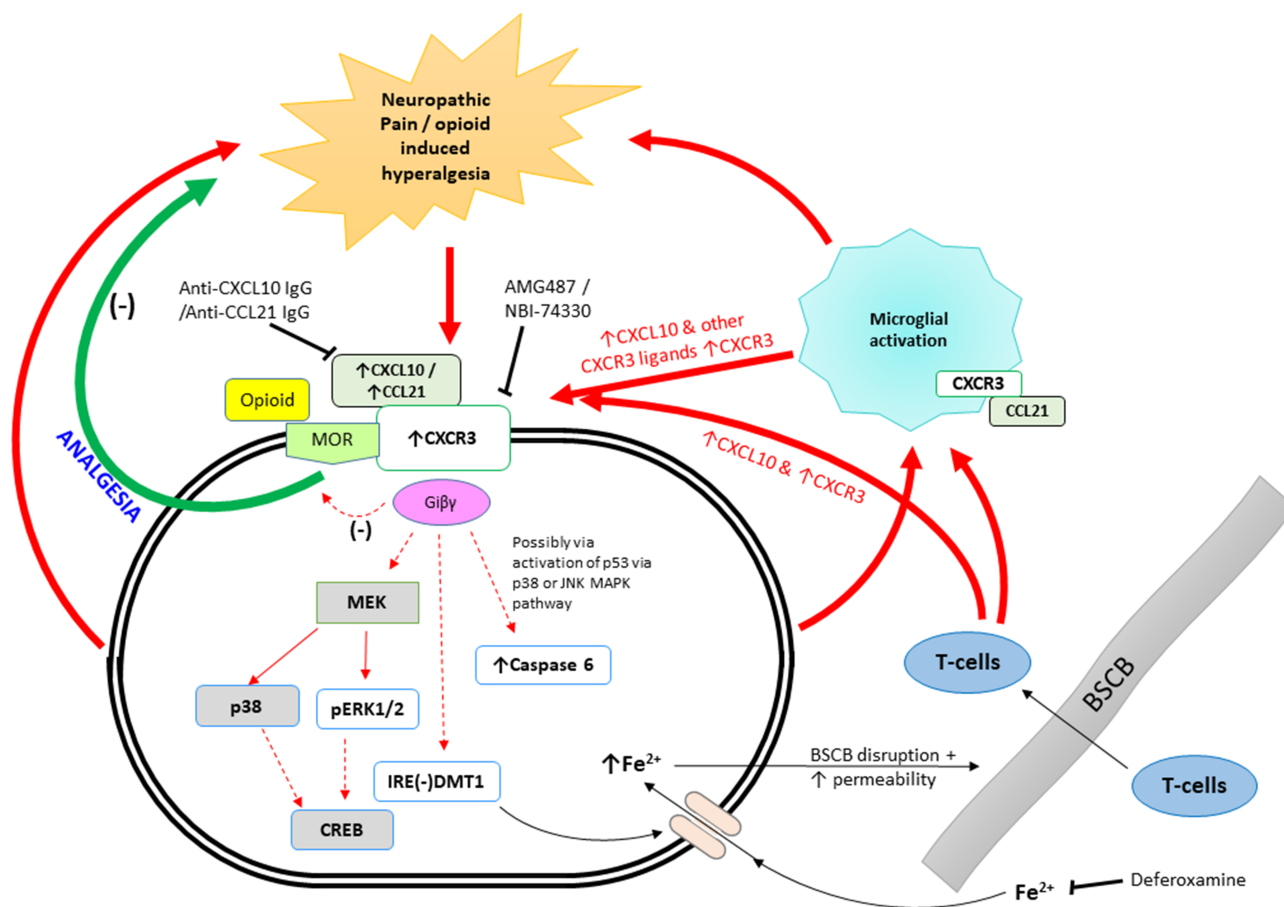 Neuropathic
Pain / opioid
induced
hyperalgesia
(-)
Anti-CXCL10 IgG
/Anti-CCL21 IgG
AMG487 /
NBI-74330
↑CXCL10 & other
CXCR3 ligands ↑CXCR3
Microglial
activation
CXCR3
CCL21
↑CXCL10 /
↑CCL21
Opioid
MOR
↑CXCR3
ANALGESIA
↑CXCL10 & ↑CXCR3
Giβγ
(-)
Possibly via
activation of p53 via
p38 or JNK MAPK
pathway
MEK
↑Caspase 6
p38
pERK1/2
IRE(-)DMT1
CREB
↑Fe²⁺
BSCB disruption +
↑ permeability
T-cells
BSCB
T-cells
Fe²⁺
Deferoxamine